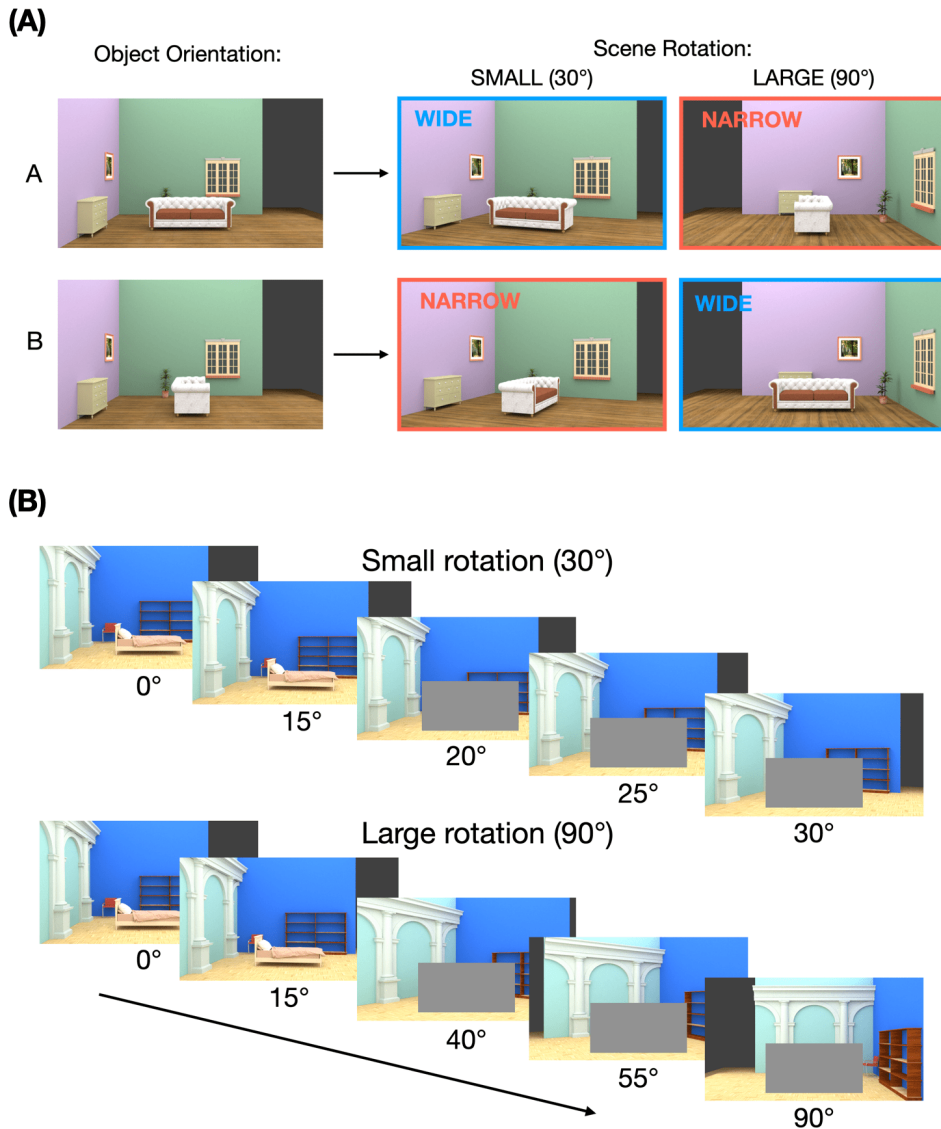 (A)
Object Orientation:
Scene Rotation:
SMALL (30°)
LARGE (90°)
A
WIDE
NARROW
B
NARROW
WIDE
(B)
Small rotation (30°)
0°
15°
20°
25°
30°
Large rotation (90°)
0°
15°
40°
55°
90°